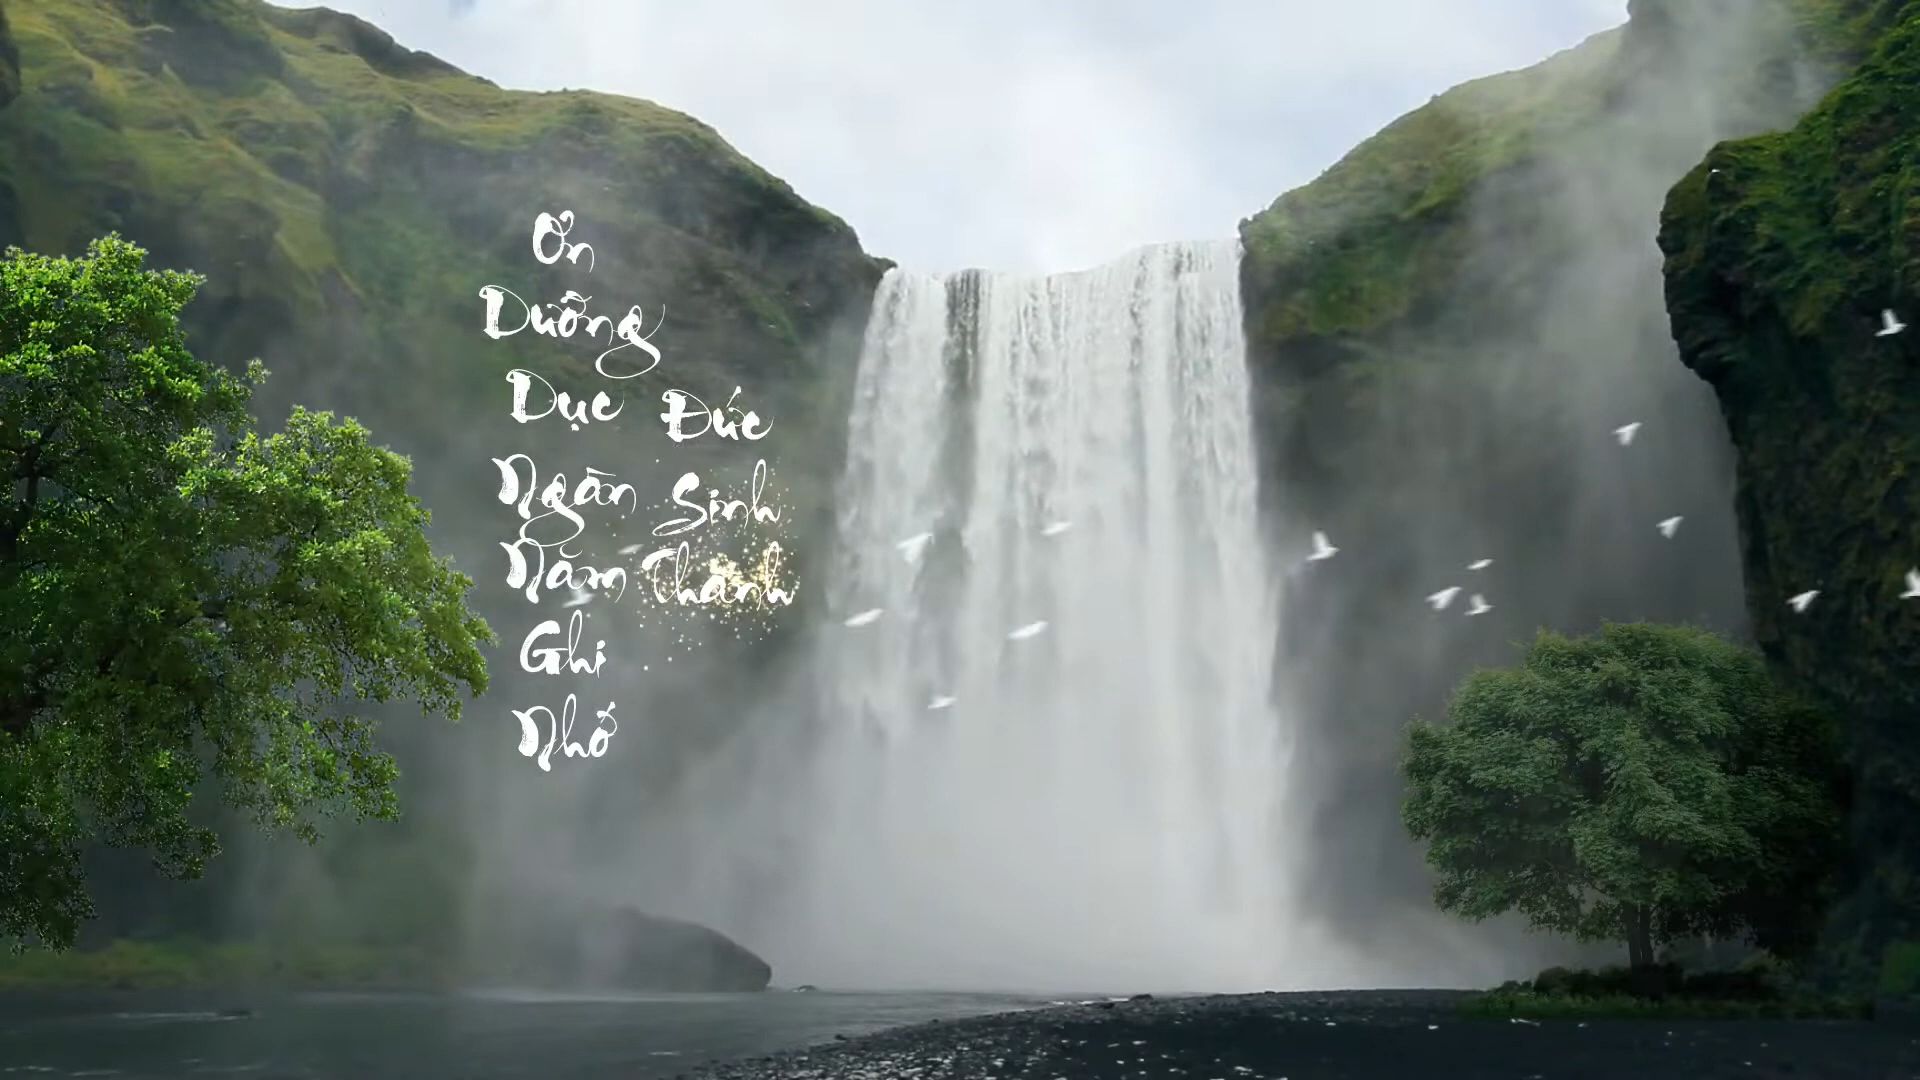 Ơn
Dưỡng
Dục
Ngàn
Năm
Ghi
Nhớ
Đức
Sinh
Thành